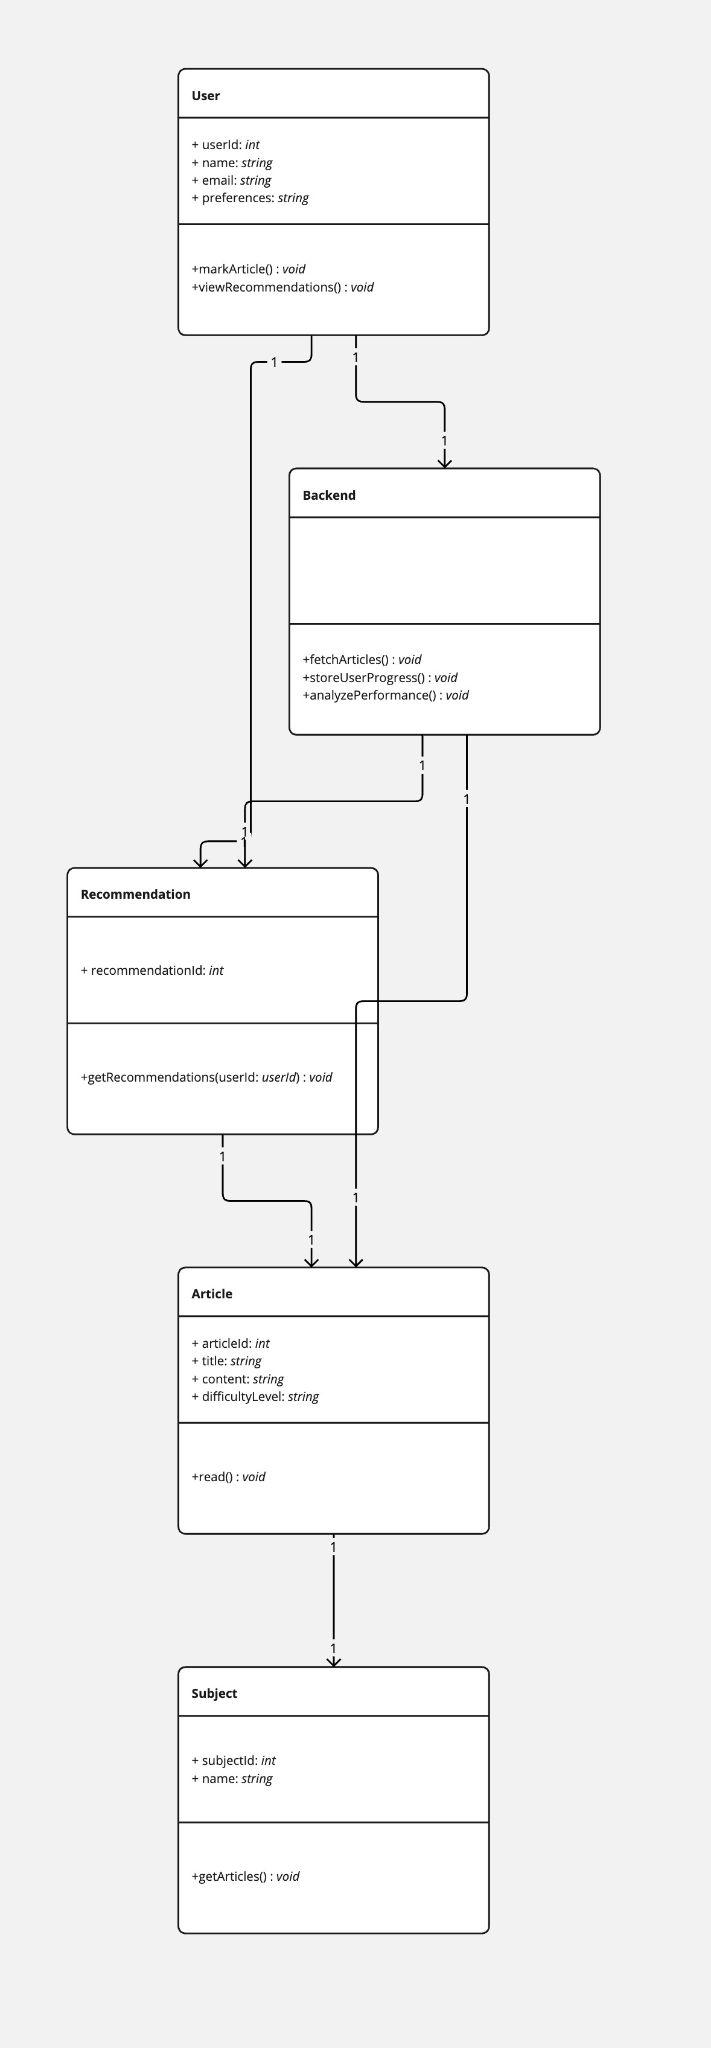 User
+ userId: int
+ name: string
+ email: string
+ preferences: string
+markArticle() : void
+viewRecommendations() : void
1
1
1
Backend
+fetchArticles() : void
+storeUserProgress() : void
+analyzePerformance() : void
1
1
1
1
Recommendation
+ recommendationId: int
+getRecommendations(userId: userId) : void
1
1
1
Article
+ articleId: int
+ title: string
+ content: string
+ difficultyLevel: string
+read() : void
1
1
Subject
+ subjectId: int
+ name: string
+getArticles() : void